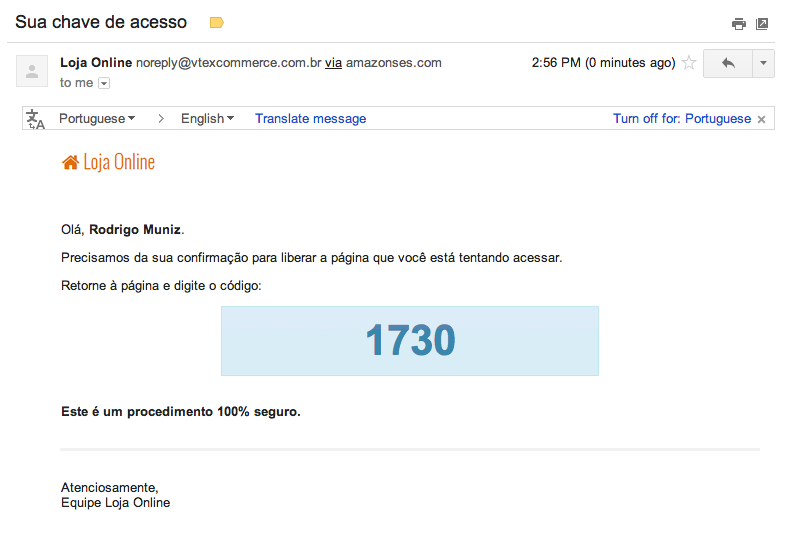 Sua chave de acesso
Loja Online noreply@vtexcommerce.com.br via amazonses.com 2:56 PM (0 minutes ago)
to me
文A Portuguese > English Translate message Turn off for: Portuguese ×
Loja Online
Olá, Rodrigo Muniz.
Precisamos da sua confirmação para liberar a página que você está tentando acessar.
Retorne à página e digite o código:
1730
Este é um procedimento 100% seguro.
Atenciosamente,
Equipe Loja Online